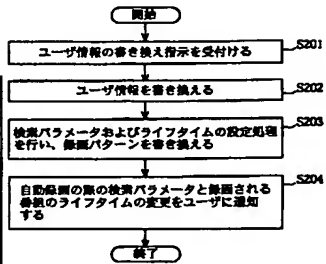 開始
ユーザ情報の書き換え指示を受付ける
S201
ユーザ情報を書き換える
S202
検索パラメータおよびライフタイムの設定処理
を行い、録画パターンを書き換える
S203
自動録画の際の検索パラメータと録画される
番組のライフタイムの変更をユーザに通知
する
S204
終了